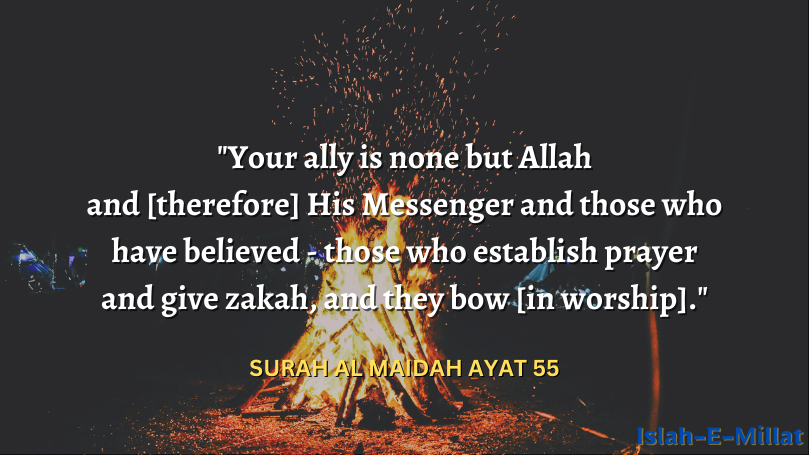 "Your ally is none but Allah
and [therefore] His Messenger and those who
have believed - those who establish prayer
and give zakah, and they bow [in worship]."
SURAH AL MAIDAH AYAT 55
Islah-E-Millat